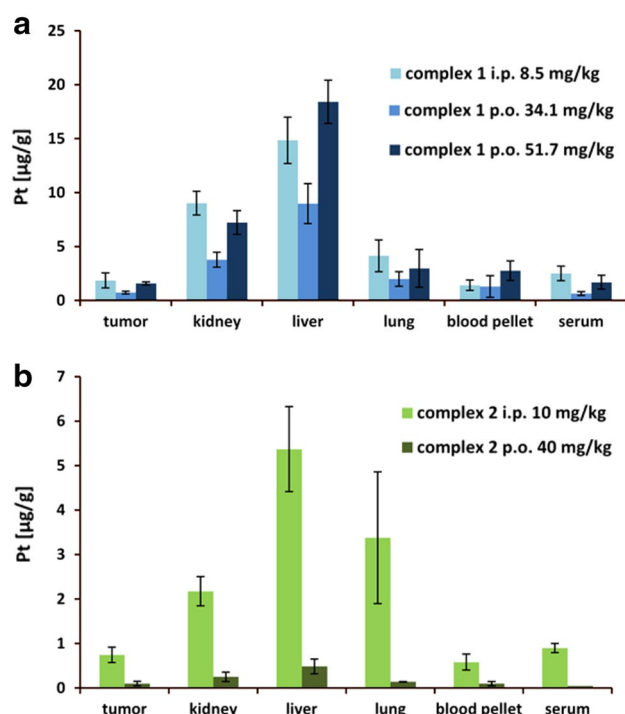 a
25
20
15
10
5
0
Pt [µg/g]
complex 1 i.p. 8.5 mg/kg
complex 1 p.o. 34.1 mg/kg
complex 1 p.o. 51.7 mg/kg
tumor kidney liver lung blood pellet serum
b
7
6
5
4
3
2
1
0
Pt [µg/g]
complex 2 i.p. 10 mg/kg
complex 2 p.o. 40 mg/kg
tumor kidney liver lung blood pellet serum